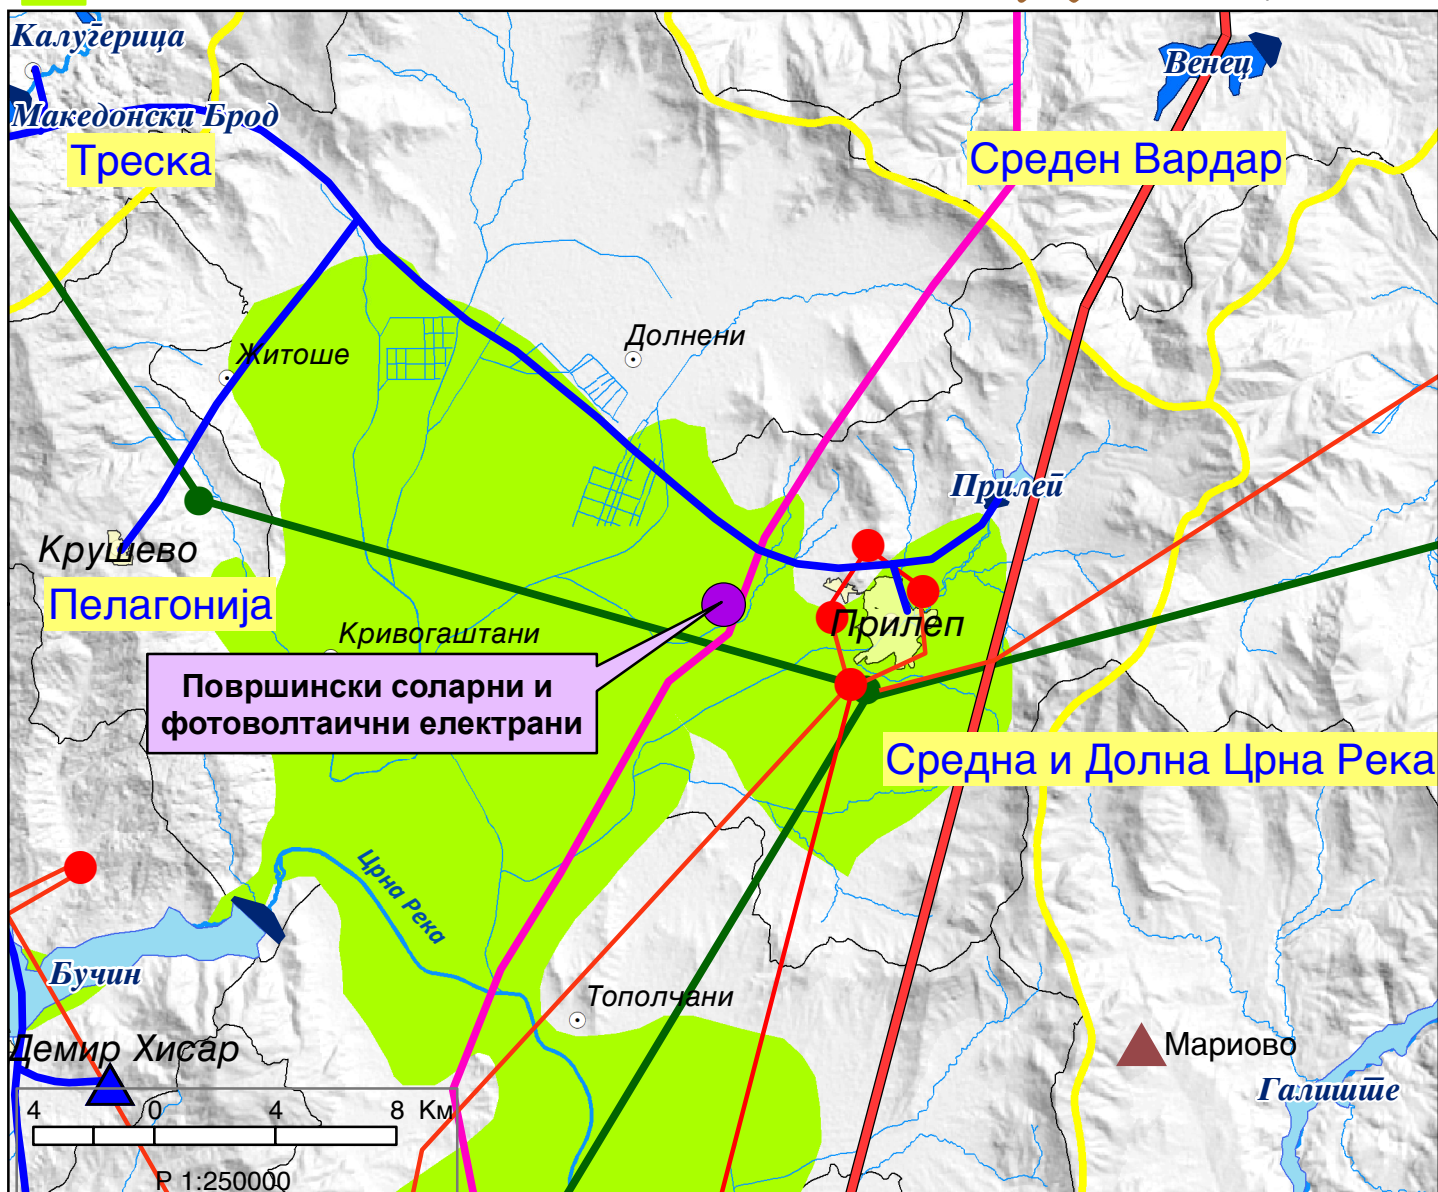 Калуѓерица
Венец
Македонски Брод
Треска
Среден Вардар
Долнени
Житоше
Прилеп
Крушево
Пелагонија
Кривогаштани
Прилеп
Површински соларни и
фотоволтаични електрани
Средна и Долна Црна Река
Црна Река
Бучин
Тополчани
Демир Хисар
Мариово
Галиште
4 0 4 8 Км
Р 1:250000